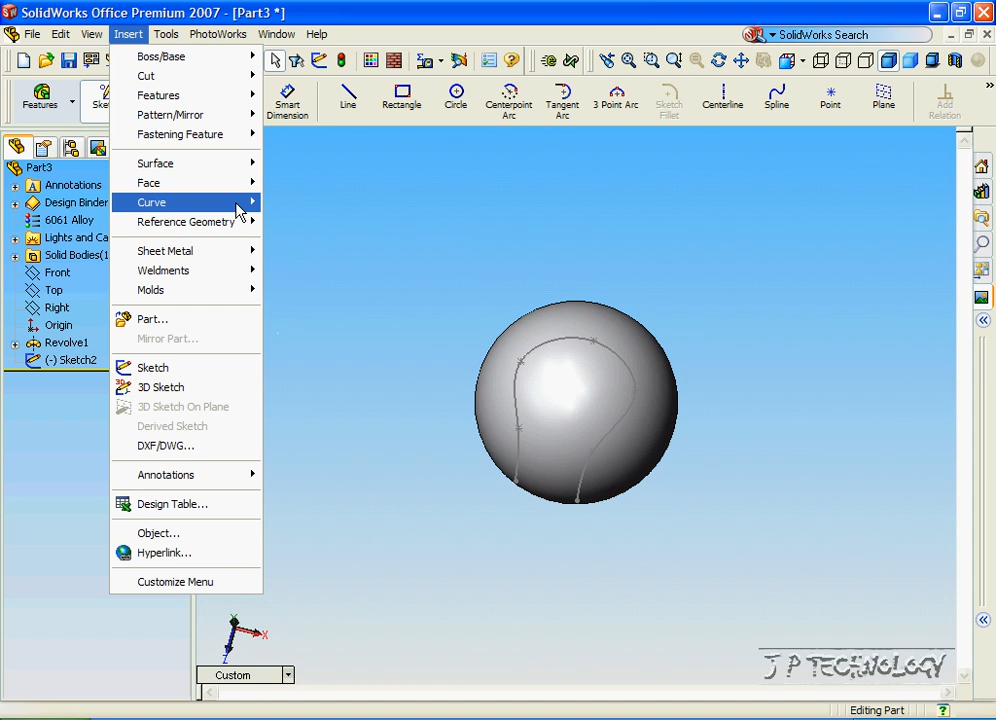 SolidWorks Office Premium 2007 - [Part3 *]
File Edit View Insert Tools PhotoWorks Window Help SolidWorks Search
Features Smart Dimension Line Rectangle Circle Centerpoint Arc Tangent Arc 3 Point Arc Sketch Fillet Centerline Spline Point Plane Add Relation
Boss/Base
Cut
Features
Pattern/Mirror
Fastening Feature
Surface
Face
Curve
Reference Geometry
Sheet Metal
Weldments
Molds
Part...
Mirror Part...
Sketch
3D Sketch
3D Sketch On Plane
Derived Sketch
DXF/DWG...
Annotations
Design Table...
Object...
Hyperlink...
Customize Menu
Part3
Annotations
Design Binder
6061 Alloy
Lights and Ca
Solid Bodies(1
Front
Top
Right
Origin
Revolve1
(-) Sketch2
Y
X
Z
Custom
J P TECHNOLOGY
Editing Part